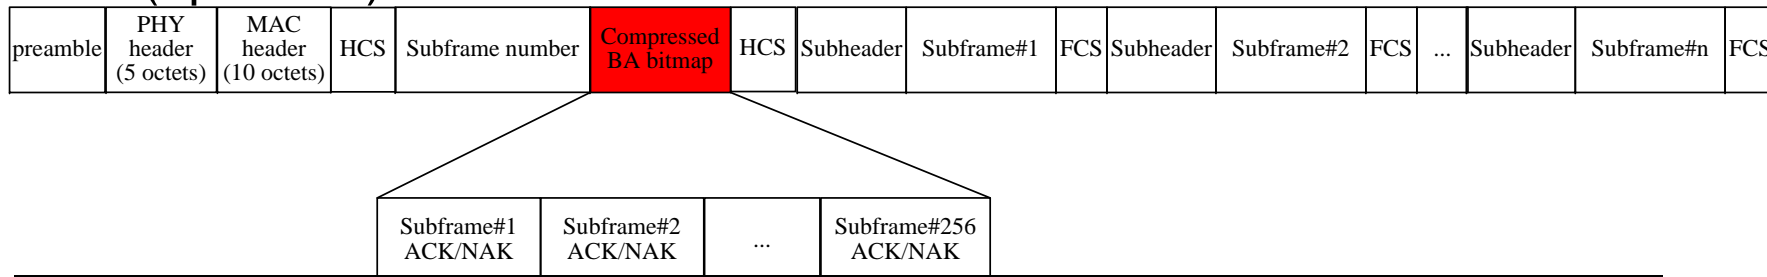 preamble
PHY
header
(5 octets)
MAC
header
(10 octets)
HCS
Subframe number
Compressed
BA bitmap
HCS
Subheader
Subframe#1
FCS
Subheader
Subframe#2
FCS
...
Subheader
Subframe#n
FCS
Subframe#1
ACK/NAK
Subframe#2
ACK/NAK
...
Subframe#256
ACK/NAK